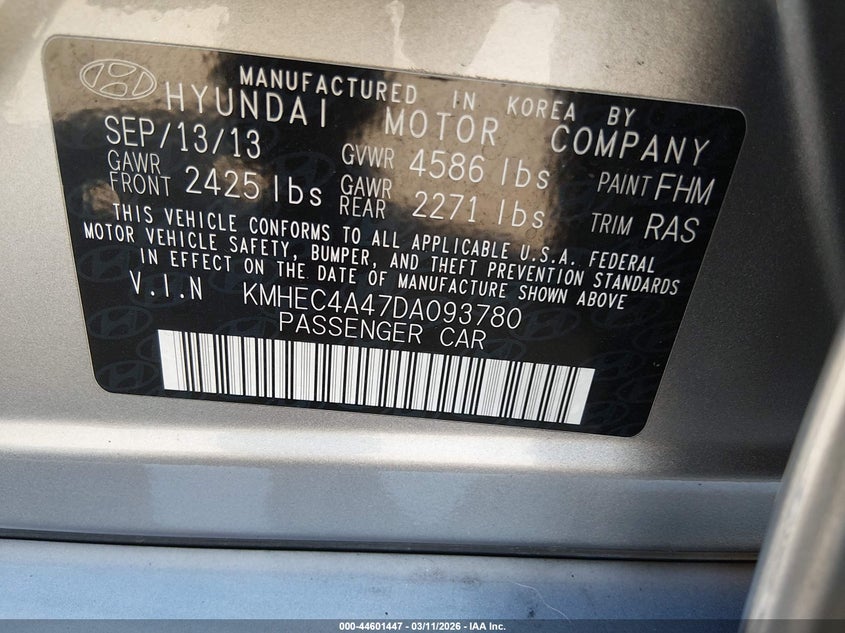 MANUFACTURED IN KOREA BY
HYUNDAI MOTOR COMPANY
SEP/13/13 GVWR 4586 lbs PAINT FHM
GAWR FRONT 2425 lbs GAWR REAR 2271 lbs TRIM RAS
THIS VEHICLE CONFORMS TO ALL APPLICABLE U.S.A. FEDERAL
MOTOR VEHICLE SAFETY, BUMPER, AND THEFT PREVENTION STANDARDS
IN EFFECT ON THE DATE OF MANUFACTURE SHOWN ABOVE
V.I.N KMHEC4A47DA093780
PASSENGER CAR
000-44601447 - 03/11/2026 - IAA Inc.